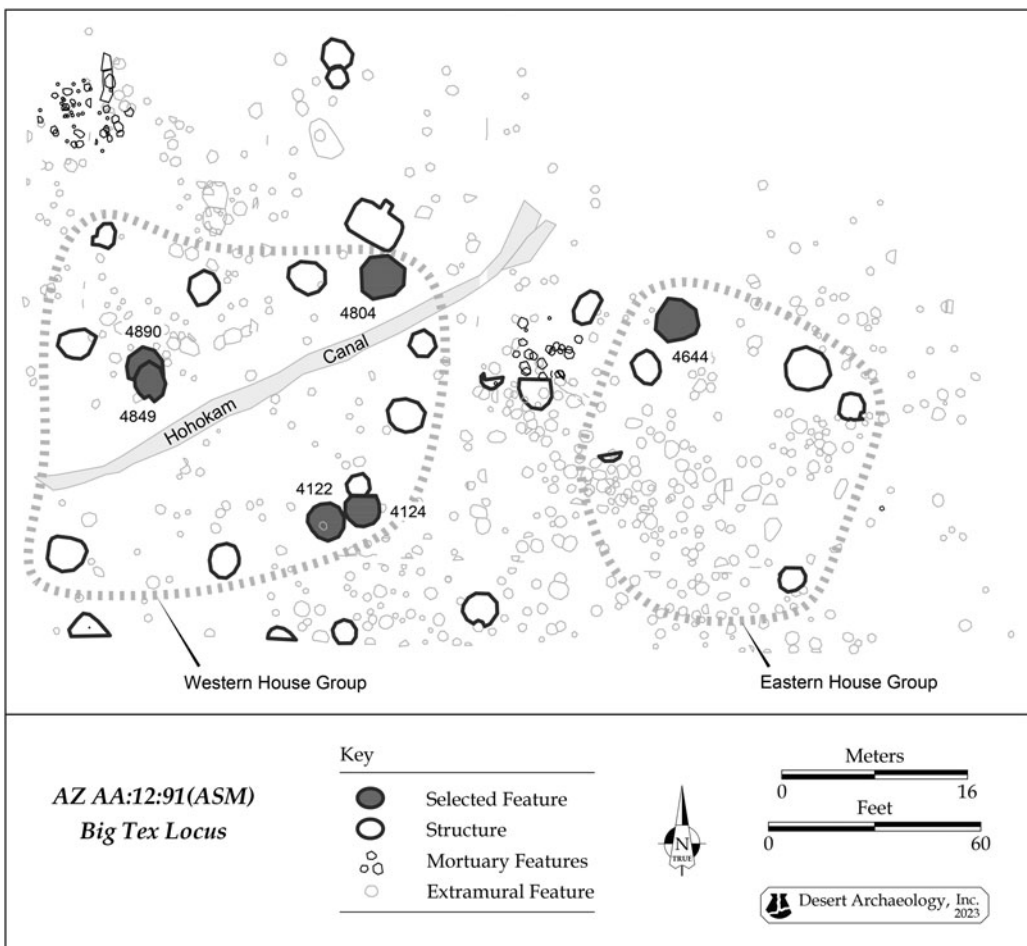 4890
4804
4644
Canal
4849
Hohokam
4122
4124
Western House Group
Eastern House Group
AZ AA:12:91(ASM)
Big Tex Locus
Key
Selected Feature
Structure
Mortuary Features
Extramural Feature
N
TRUE
Meters
0 16
Feet
0 60
Desert Archaeology, Inc.
2023